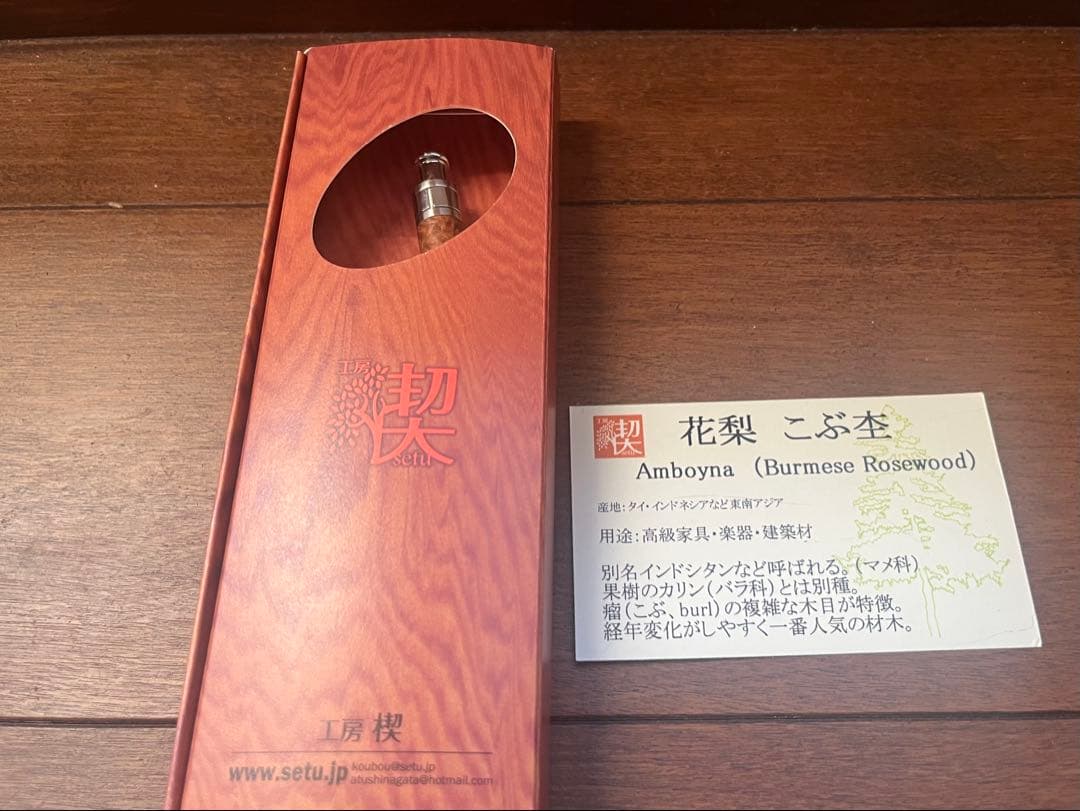 工房
楔
setu
工房 楔
www.setu.jp
koubou@setu.jp
atushinagata@hotmail.com
工房
楔
setu
花梨 こぶ杢
Amboyna （Burmese Rosewood）
産地：タイ・インドネシアなど東南アジア
用途：高級家具・楽器・建築材
別名インドシタンなど呼ばれる。（マメ科）
果樹のカリン（バラ科）とは別種。
瘤（こぶ、burl）の複雑な木目が特徴。
経年変化がしやすく一番人気の材木。